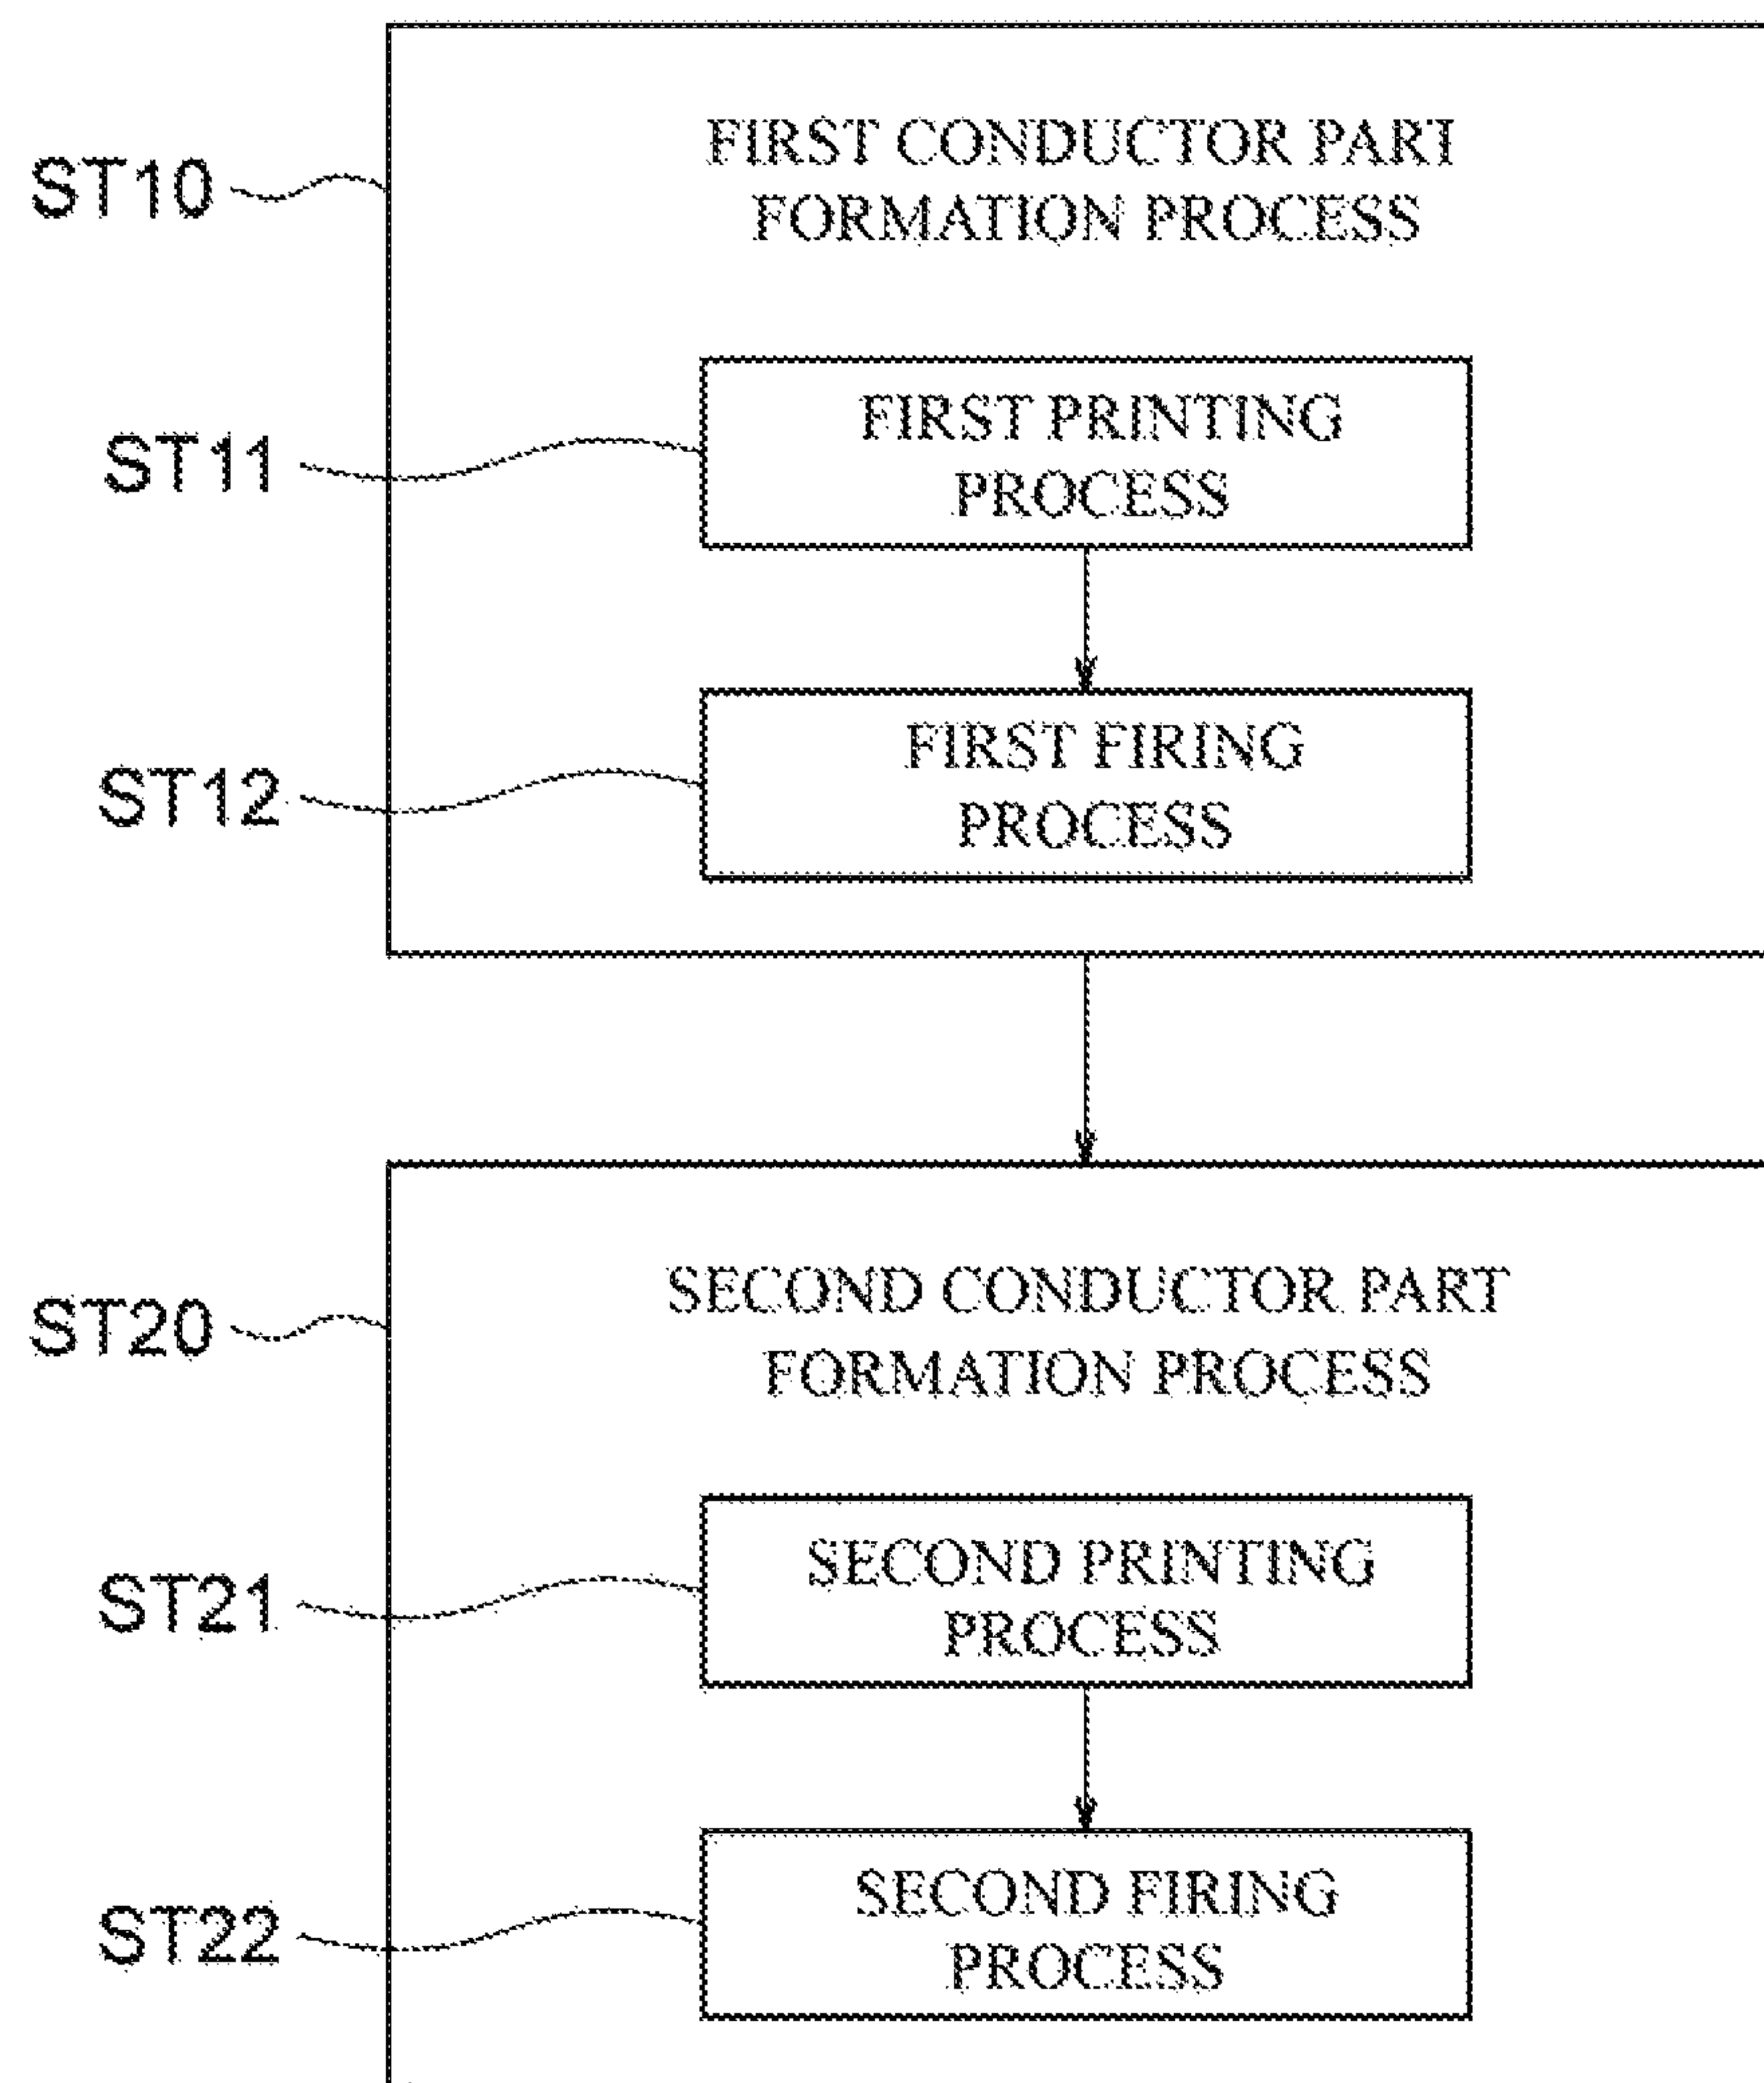 FIRST CONDUCTOR PART
ST10
FORMATION PROCESS
FIRST PRINTING
ST11
PROCESS
FIRST FIRING
ST12
PROCESS
SECOND CONDUCTOR PART
ST20
FORMATION PROCESS
SECOND PRINTING
ST21
PROCESS
SECOND FIRING
ST22
PROCESS